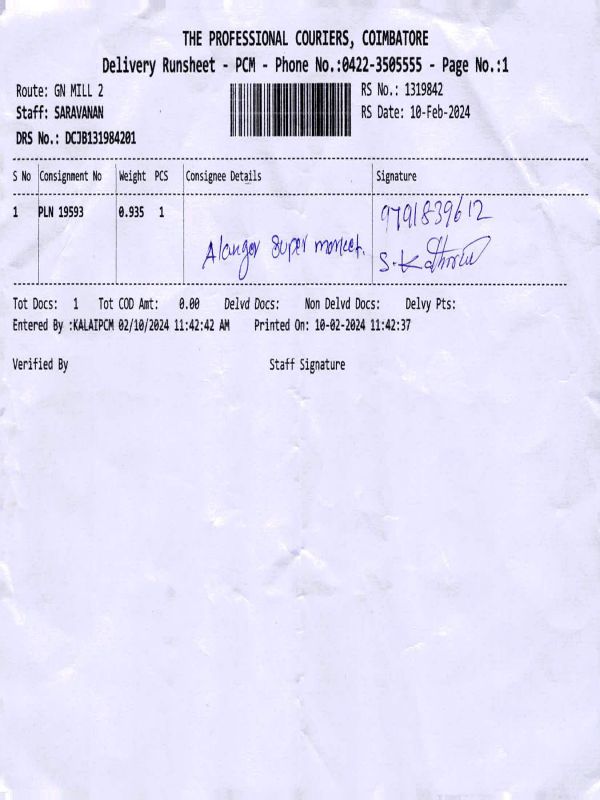 THE PROFESSIONAL COURIERS, COIMBATORE
Delivery Runsheet - PCM - Phone No.:0422-3505555 - Page No.:1
Route: GN MILL 2 RS No.: 1319842
Staff: SARAVANAN RS Date: 10-Feb-2024
DRS No.: DCJB131984201
S No Consignment No Weight PCS Consignee Details Signature
1 PLN 19593 0.935 1 9791839612
Alangar Super market. S.
Tot Docs: 1 Tot COD Amt: 0.00 Delvd Docs: Non Delvd Docs: Delvy Pts:
Entered By :KALAIPCM 02/10/2024 11:42:42 AM Printed On: 10-02-2024 11:42:37
Verified By Staff Signature